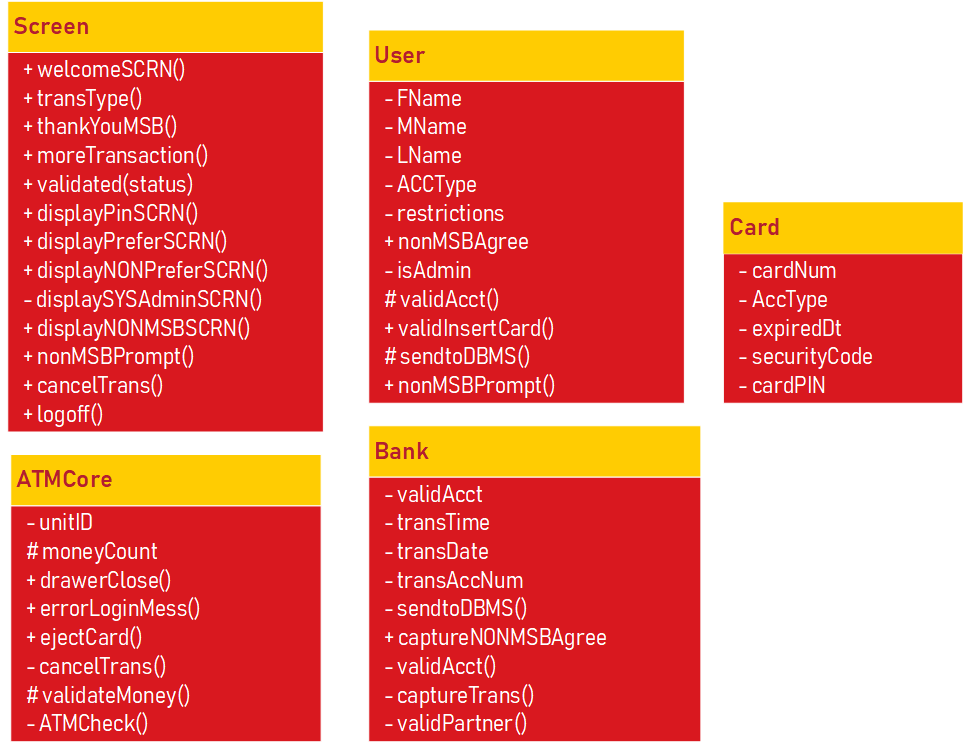 Screen
+ welcomeSCRN()
+ transType()
+ thankYouMSB()
+ moreTransaction()
+ validated(status)
+ displayPinSCRN()
+ displayPreferSCRN()
+ displayNONPreferSCRN()
- displaySYSAdminSCRN()
+ displayNONMSBSCRN()
+ nonMSBPrompt()
+ cancelTrans()
+ logoff()
User
- FName
- MName
- LName
- ACCType
- restrictions
+ nonMSBAgree
- isAdmin
# validAcct()
+ validInsertCard()
# sendtoDBMS()
+ nonMSBPrompt()
Card
- cardNum
- AccType
- expiredDt
- securityCode
- cardPIN
ATMCore
- unitID
# moneyCount
+ drawerClose()
+ errorLoginMess()
+ ejectCard()
- cancelTrans()
# validateMoney()
- ATMCheck()
Bank
- validAcct
- transTime
- transDate
- transAccNum
- sendtoDBMS()
+ captureNONMSBAgree
- validAcct()
- captureTrans()
- validPartner()